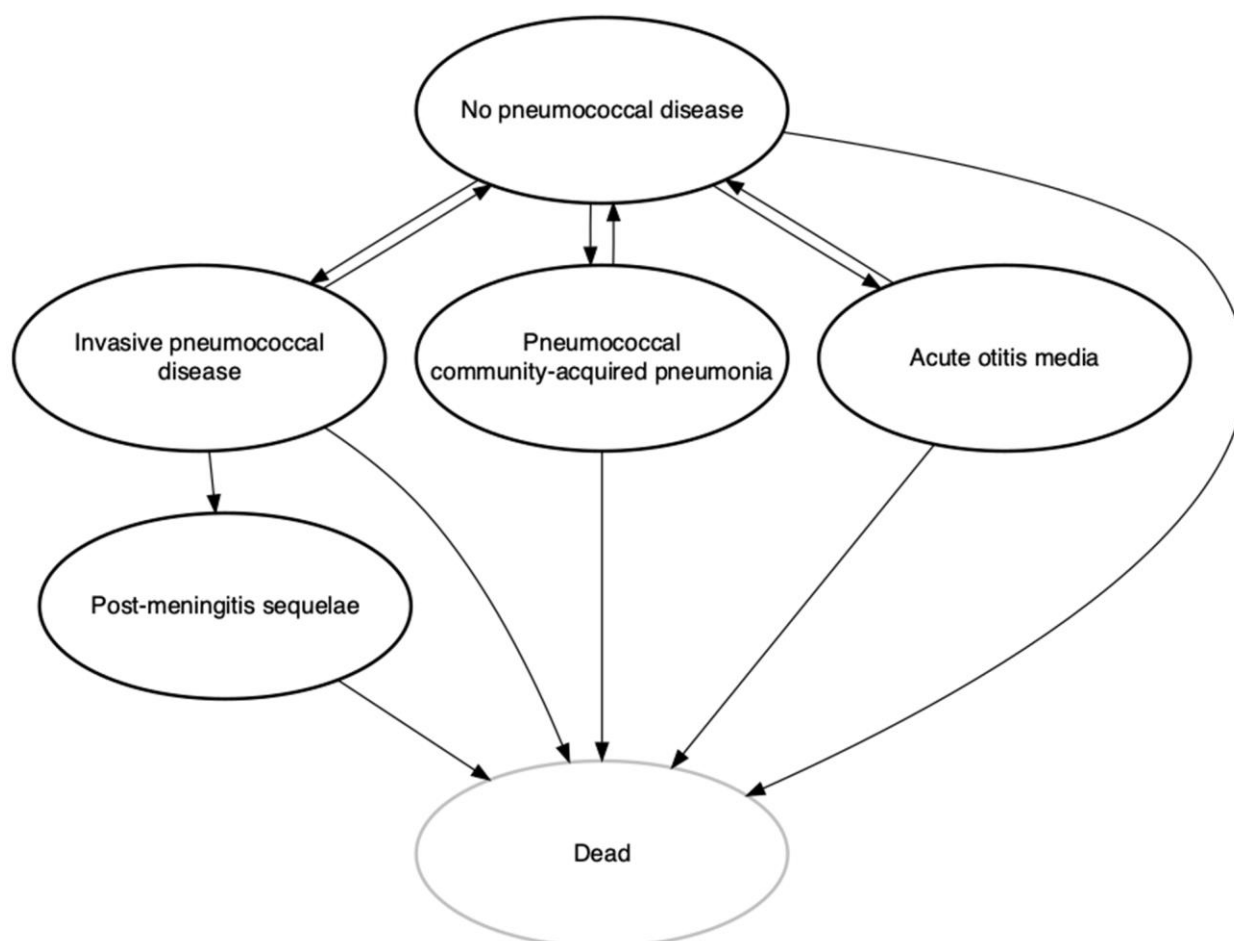 No pneumococcal disease
Invasive pneumococcal
disease
Pneumococcal
community-acquired pneumonia
Acute otitis media
Post-meningitis sequelae
Dead